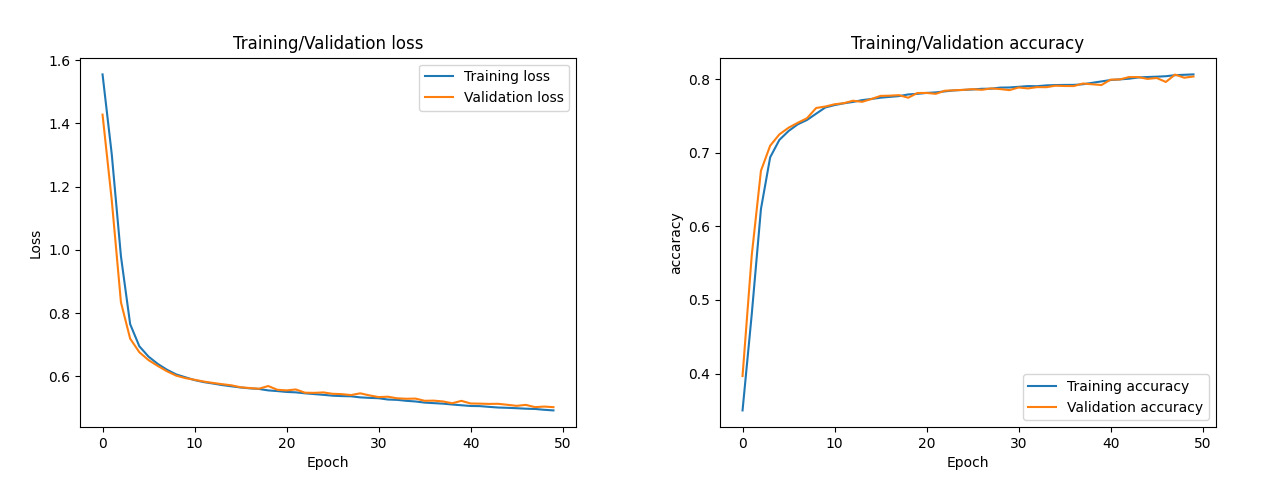 Training/Validation loss
1.6
1.4
1.2
1.0
0.8
0.6
Loss
0
10
20
30
40
50
Epoch
Training loss
Validation loss
Training/Validation accuracy
0.8
0.7
0.6
0.5
0.4
accaracy
0
10
20
30
40
50
Epoch
Training accuracy
Validation accuracy